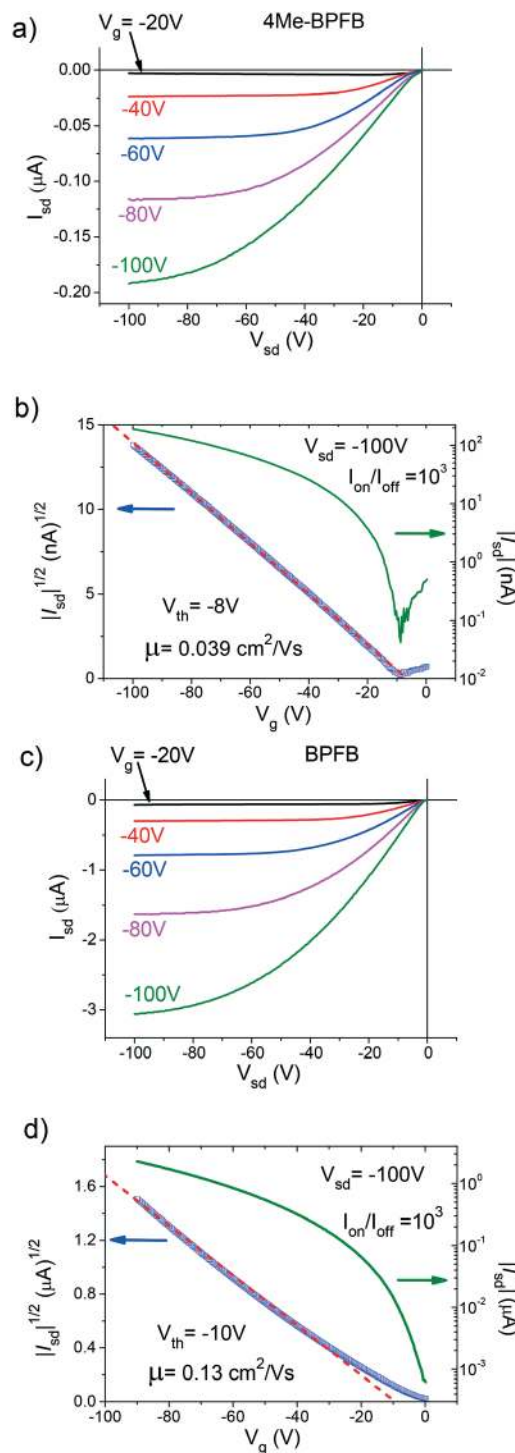 a)
V_g = -20V
4Me-BPFB
0.00
-0.05
-0.10
-0.15
-0.20
-40V
-60V
-80V
-100V
I_sd (μA)
-100 -80 -60 -40 -20 0
V_sd (V)
b)
15
10
5
0
|I_sd|^1/2 (nA)^1/2
V_sd = -100V
I_on/I_off = 10^3
V_th = -8V
μ = 0.039 cm^2/Vs
10^2
10^1
10^0
10^-1
10^-2
|I_sd| (nA)
-100 -80 -60 -40 -20 0
V_g (V)
c)
V_g = -20V
BPFB
0
-1
-2
-3
-40V
-60V
-80V
-100V
I_sd (μA)
-100 -80 -60 -40 -20 0
V_sd (V)
d)
1.6
1.2
0.8
0.4
0.0
|I_sd|^1/2 (μA)^1/2
V_sd = -100V
I_on/I_off = 10^3
V_th = -10V
μ = 0.13 cm^2/Vs
10^0
10^-1
10^-2
10^-3
|I_sd| (μA)
-100 -80 -60 -40 -20 0
V_g (V)